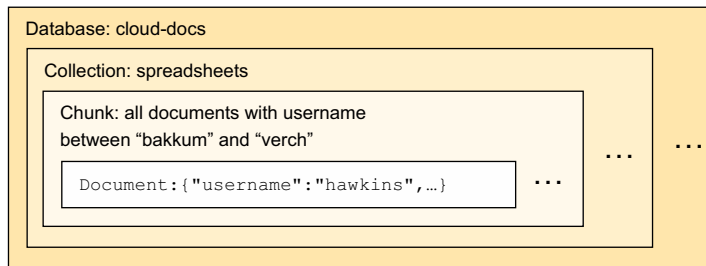 Database: cloud-docs
Collection: spreadsheets
Chunk: all documents with username
between “bakkum” and “verch”
Document:{"username":"hawkins",…}
...
...
...